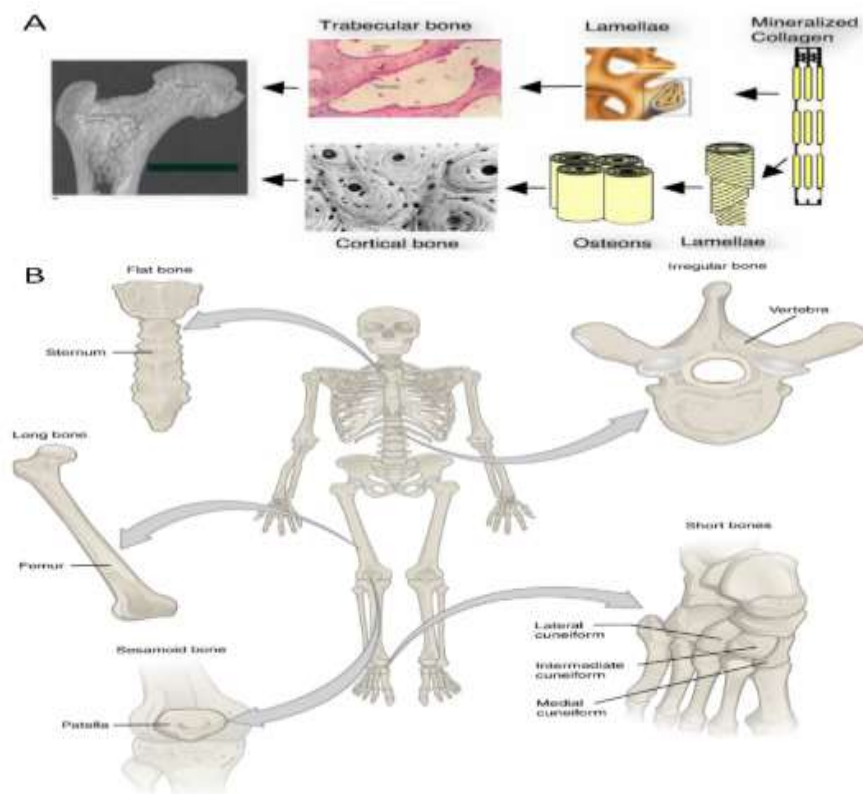 A
Trabecular bone
Lamellae
Mineralized
Collagen
Cortical bone
Osteons
Lamellae
B
Flat bone
Sternum
Irregular bone
Vertebra
Long bone
Femur
Short bones
Lateral
cuneiform
Intermediate
cuneiform
Medial
cuneiform
Sesamoid bone
Patella